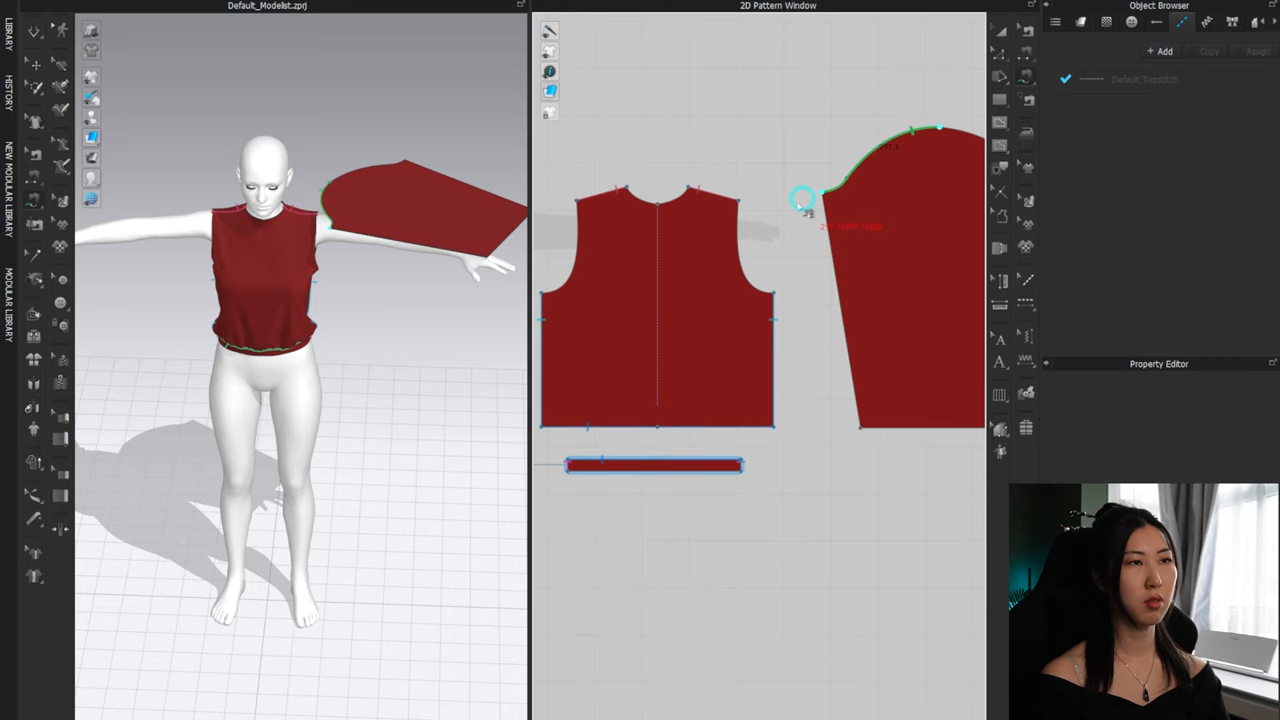 Default_Modelist.zprj
2D Pattern Window
Object Browser
LIBRARY
HISTORY
NEW MODULAR LIBRARY
MODULAR LIBRARY
+ Add
Copy
Assign
Default Topstitch
Property Editor